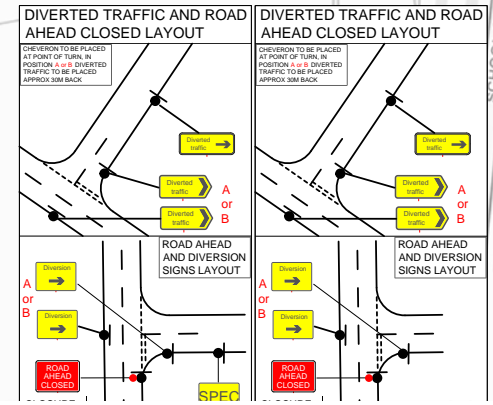 DIVERTED TRAFFIC AND ROAD
AHEAD CLOSED LAYOUT
CHEVERON TO BE PLACED
AT POINT OF TURN, IN
POSITION A or B DIVERTED
TRAFFIC TO BE PLACED
APPROX 30M BACK
Diverted
traffic
Diverted
traffic
Diverted
traffic
A
or
B
ROAD AHEAD
AND DIVERSION
SIGNS LAYOUT
Diversion
A
or
B
Diversion
ROAD
AHEAD
CLOSED
SPEC
DIVERTED TRAFFIC AND ROAD
AHEAD CLOSED LAYOUT
CHEVERON TO BE PLACED
AT POINT OF TURN, IN
POSITION A or B DIVERTED
TRAFFIC TO BE PLACED
APPROX 30M BACK
Diverted
traffic
Diverted
traffic
Diverted
traffic
A
or
B
ROAD AHEAD
AND DIVERSION
SIGNS LAYOUT
Diversion
A
or
B
Diversion
ROAD
AHEAD
CLOSED
SPEC